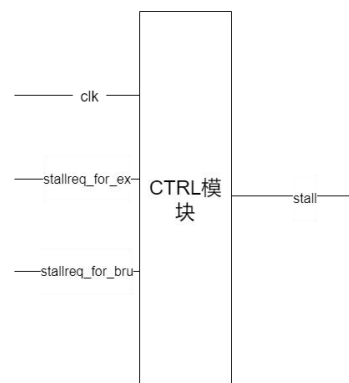 clk
stallreq_for_ex
CTRL模
块
stall
stallreq_for_bru